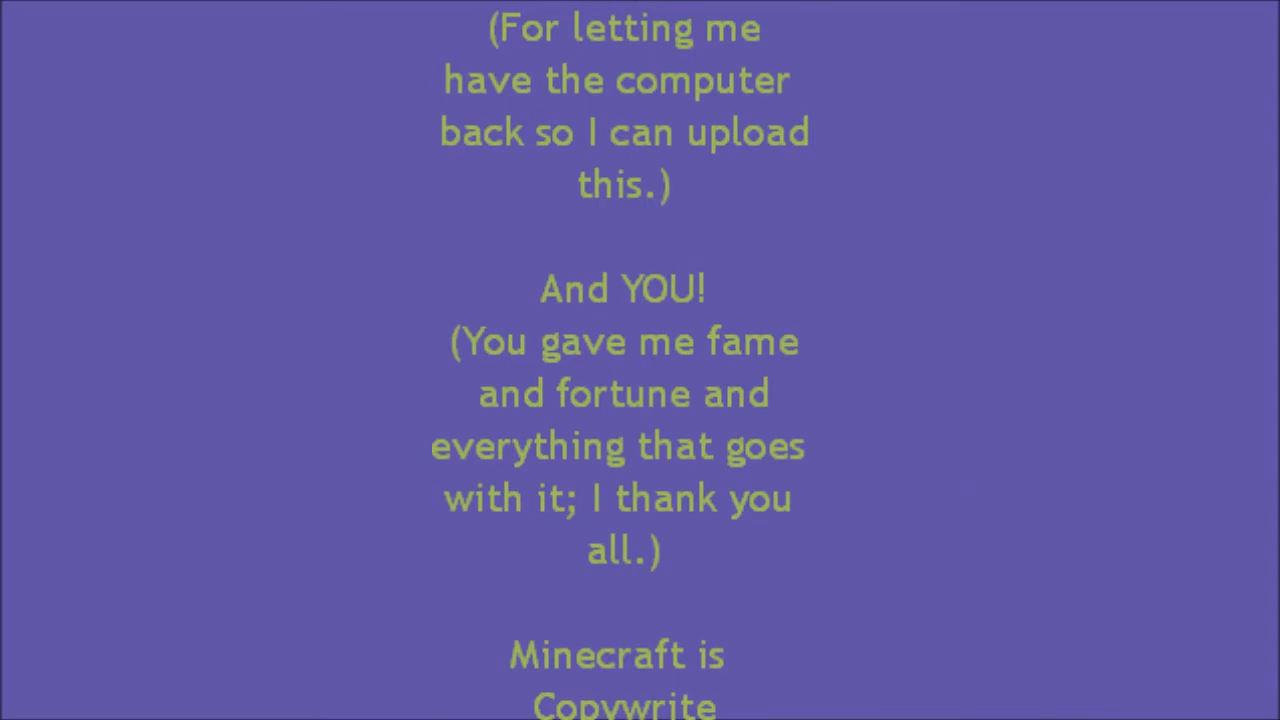 (For letting me
have the computer
back so I can upload
this.)
And YOU!
(You gave me fame
and fortune and
everything that goes
with it; I thank you
all.)
Minecraft is
Copywrite